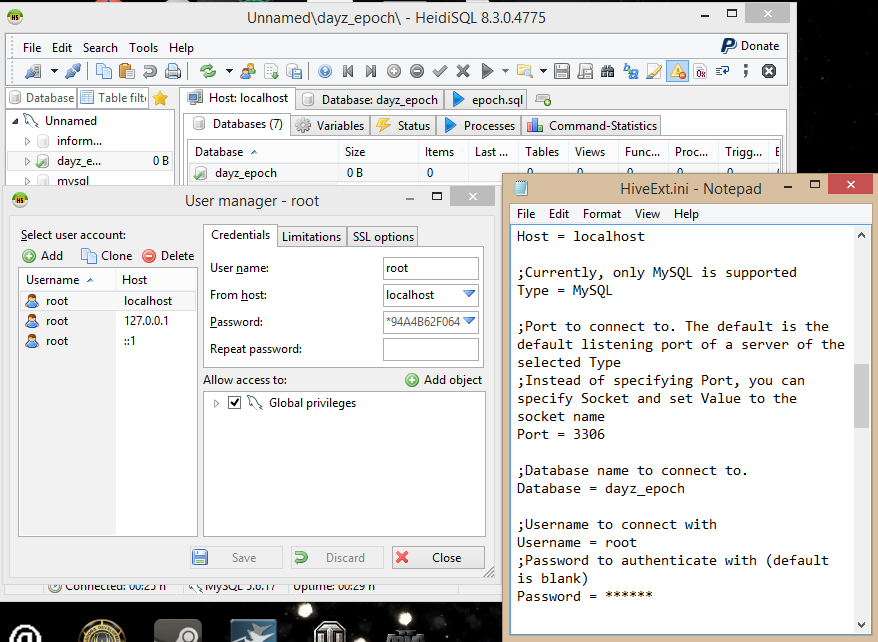 Unnamed\dayz_epoch\ - HeidiSQL 8.3.0.4775
File Edit Search Tools Help
Donate
Database Table filt
Host: localhost Database: dayz_epoch epoch.sql
Unnamed
inform...
dayz_e... 0 B
mysql
Databases (7) Variables Status Processes Command-Statistics
Database Size Items Last ... Tables Views Func... Proc... Trigg... E
dayz_epoch 0 B 0 0 0 0 0 0
User manager - root
Select user account:
Add Clone Delete
Username Host
root localhost
root 127.0.0.1
root ::1
Credentials Limitations SSL options
User name: root
From host: localhost
Password: *94A4B62F064
Repeat password:
Allow access to: Add object
Global privileges
Save Discard Close
Connected: 00:25 h MySQL 5.6.17 Uptime: 00:29 h
HiveExt.ini - Notepad
File Edit Format View Help
Host = localhost
;Currently, only MySQL is supported
Type = MySQL
;Port to connect to. The default is the
default listening port of a server of the
selected Type
;Instead of specifying Port, you can
specify Socket and set Value to the
socket name
Port = 3306
;Database name to connect to.
Database = dayz_epoch
;Username to connect with
Username = root
;Password to authenticate with (default
is blank)
Password = ******